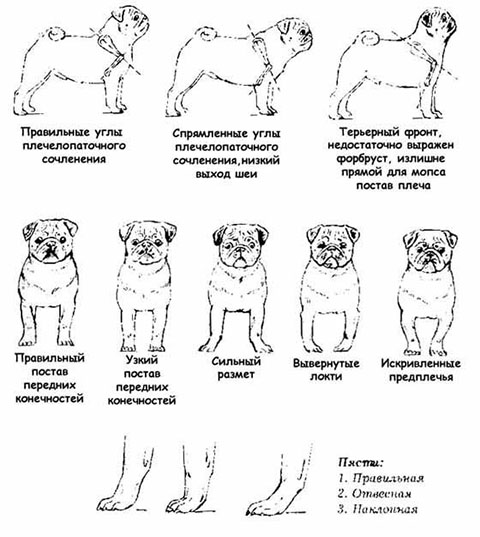 Правильные углы
плечелопаточного
сочленения
Спрямленные углы
плечелопаточного
сочленения,низкий
выход шеи
Терьерный фронт,
недостаточно выражен
форбруст, излишне
прямой для мопса
постав плеча
Правильный
постав
передних
конечностей
Узкий
постав
передних
конечностей
Сильный
размет
Вывернутые
локти
Искривленные
предплечья
Пясти:
1. Правильная
2. Отвесная
3. Наклонная